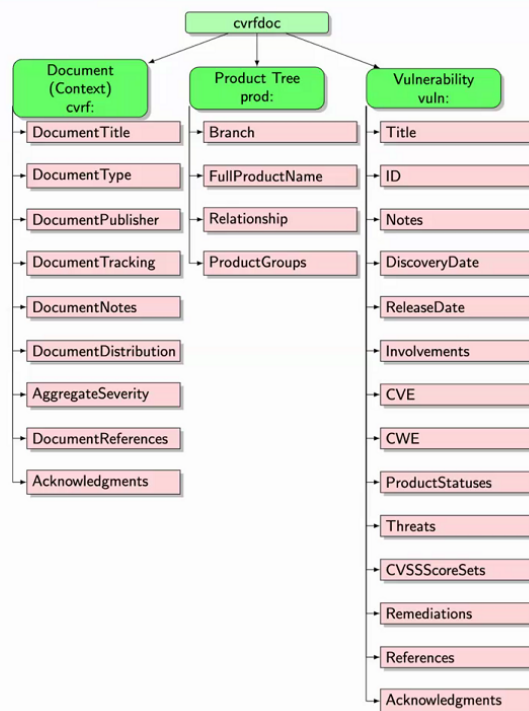 cvrfdoc
Document
(Context)
cvrf:
DocumentTitle
DocumentType
DocumentPublisher
DocumentTracking
DocumentNotes
DocumentDistribution
AggregateSeverity
DocumentReferences
Acknowledgments
Product Tree
prod:
Branch
FullProductName
Relationship
ProductGroups
Vulnerability
vuln:
Title
ID
Notes
DiscoveryDate
ReleaseDate
Involvements
CVE
CWE
ProductStatuses
Threats
CVSSScoreSets
Remediations
References
Acknowledgments